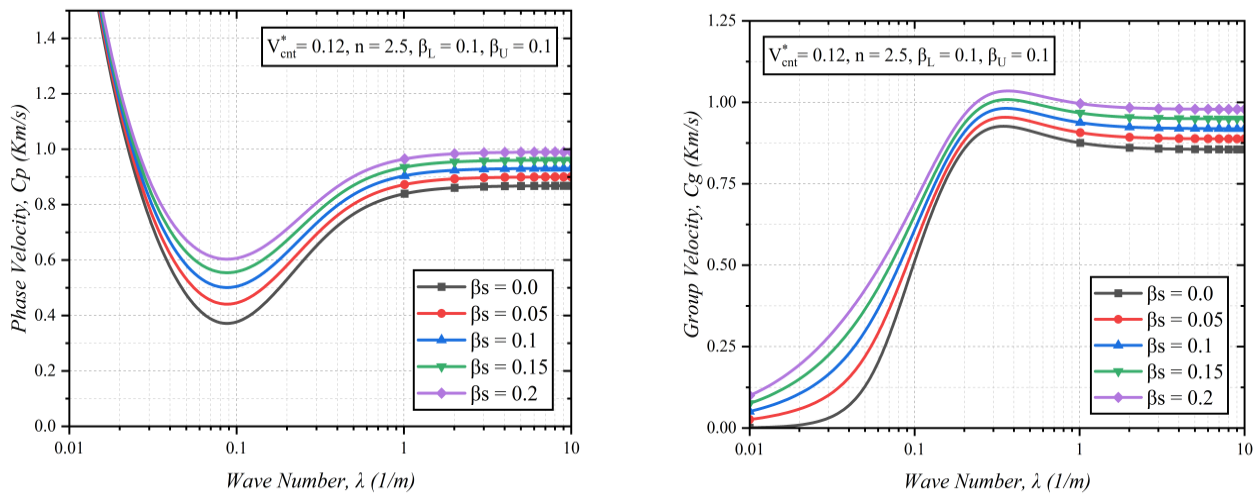 V*cnt = 0.12, n = 2.5, βL = 0.1, βU = 0.1
1.4
1.2
1.0
0.8
0.6
0.4
0.2
0.0
Phase Velocity, Cp (Km/s)
βs = 0.0
βs = 0.05
βs = 0.1
βs = 0.15
βs = 0.2
0.01
0.1
1
10
Wave Number, λ (1/m)
V*cnt = 0.12, n = 2.5, βL = 0.1, βU = 0.1
1.25
1.00
0.75
0.50
0.25
0.00
Group Velocity, Cg (Km/s)
βs = 0.0
βs = 0.05
βs = 0.1
βs = 0.15
βs = 0.2
0.01
0.1
1
10
Wave Number, λ (1/m)